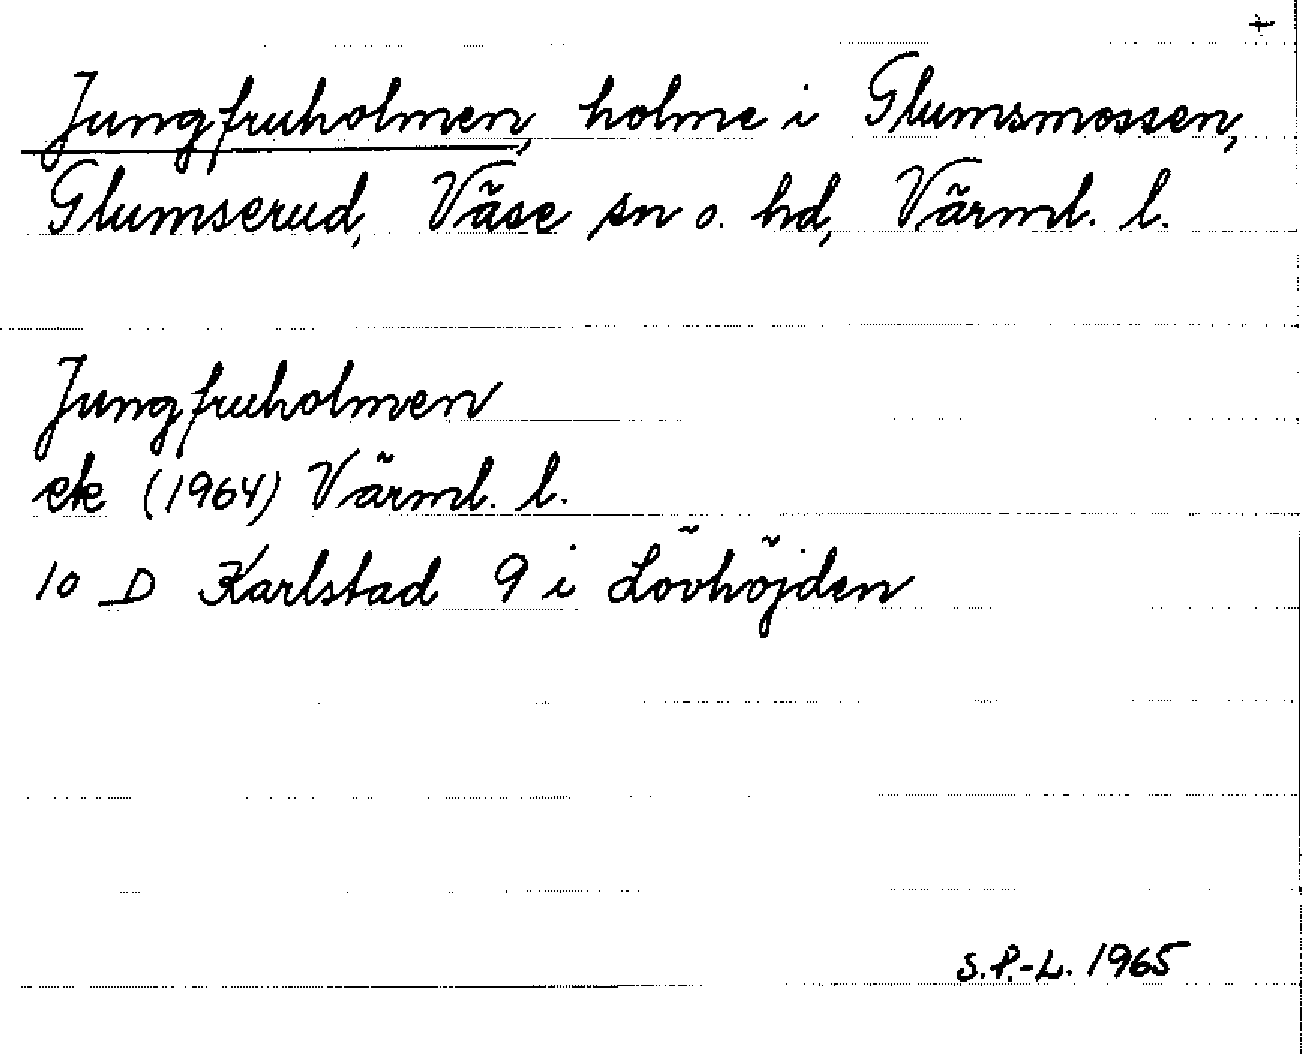 +
Jungfruholmen, holme i Glumsmossen,
Glumserud, Väse sn o. hd, Värml. l.
Jungfruholmen
ek (1964) Värml. l.
10 D Karlstad 9 i Lövhöjden
S.P.-L. 1965